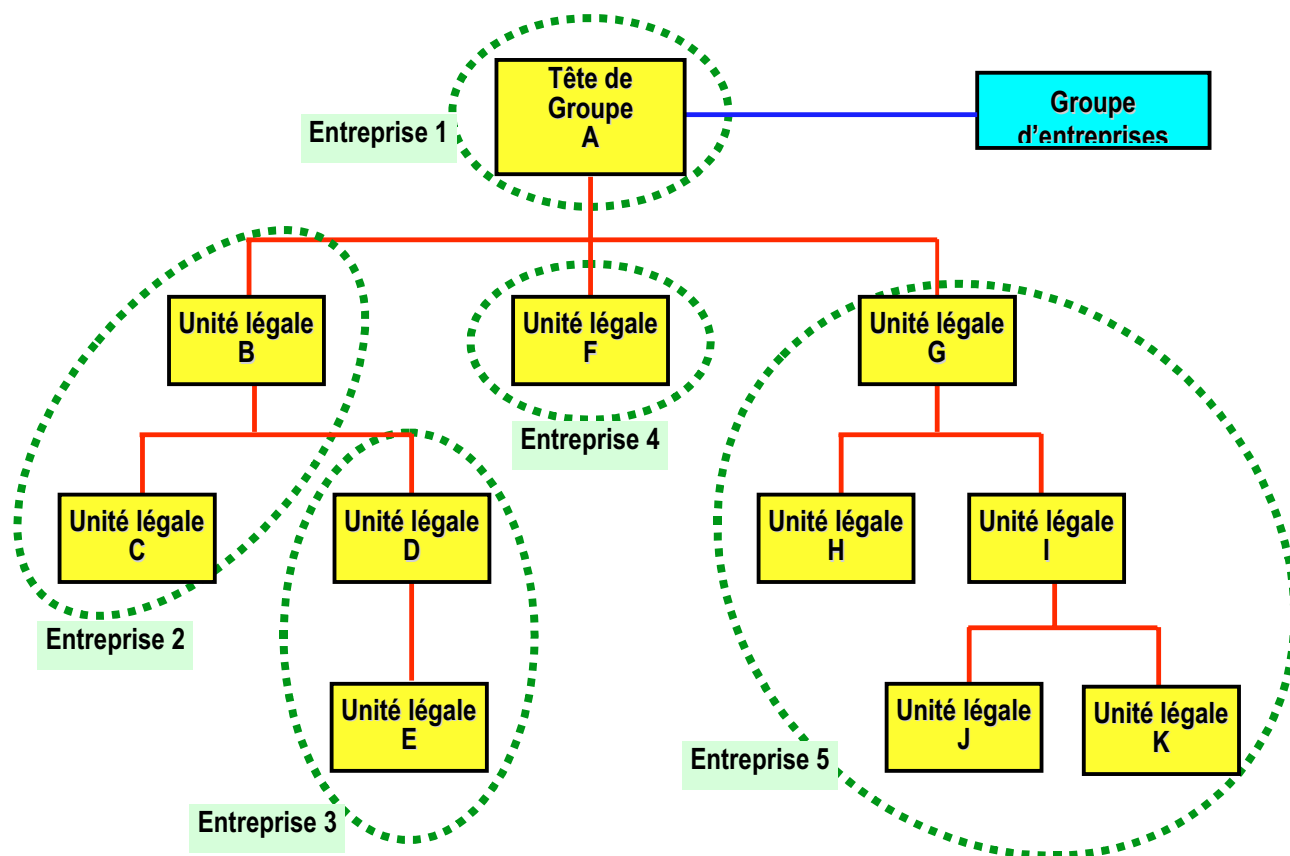 Tête de
Groupe
A
Groupe
d’entreprises
Entreprise 1
Unité légale
B
Unité légale
F
Unité légale
G
Entreprise 4
Unité légale
C
Unité légale
D
Unité légale
H
Unité légale
I
Entreprise 2
Unité légale
E
Unité légale
J
Unité légale
K
Entreprise 5
Entreprise 3